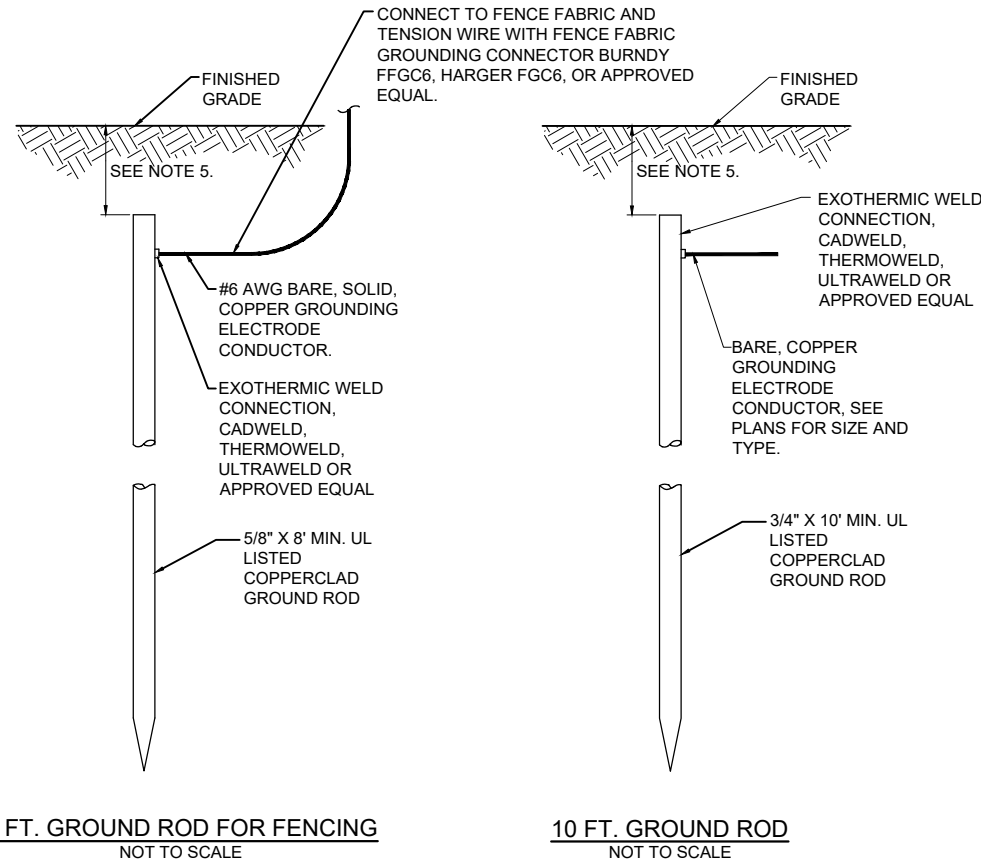 CONNECT TO FENCE FABRIC AND
TENSION WIRE WITH FENCE FABRIC
GROUNDING CONNECTOR BURNDY
FFGC6, HARGER FGC6, OR APPROVED
EQUAL.
FINISHED
GRADE
SEE NOTE 5.
#6 AWG BARE, SOLID,
COPPER GROUNDING
ELECTRODE
CONDUCTOR.
EXOTHERMIC WELD
CONNECTION,
CADWELD,
THERMOWELD,
ULTRAWELD OR
APPROVED EQUAL
5/8" X 8' MIN. UL
LISTED
COPPERCLAD
GROUND ROD
FT. GROUND ROD FOR FENCING
NOT TO SCALE
FINISHED
GRADE
SEE NOTE 5.
EXOTHERMIC WELD
CONNECTION,
CADWELD,
THERMOWELD,
ULTRAWELD OR
APPROVED EQUAL
BARE, COPPER
GROUNDING
ELECTRODE
CONDUCTOR, SEE
PLANS FOR SIZE AND
TYPE.
3/4" X 10' MIN. UL
LISTED
COPPERCLAD
GROUND ROD
10 FT. GROUND ROD
NOT TO SCALE